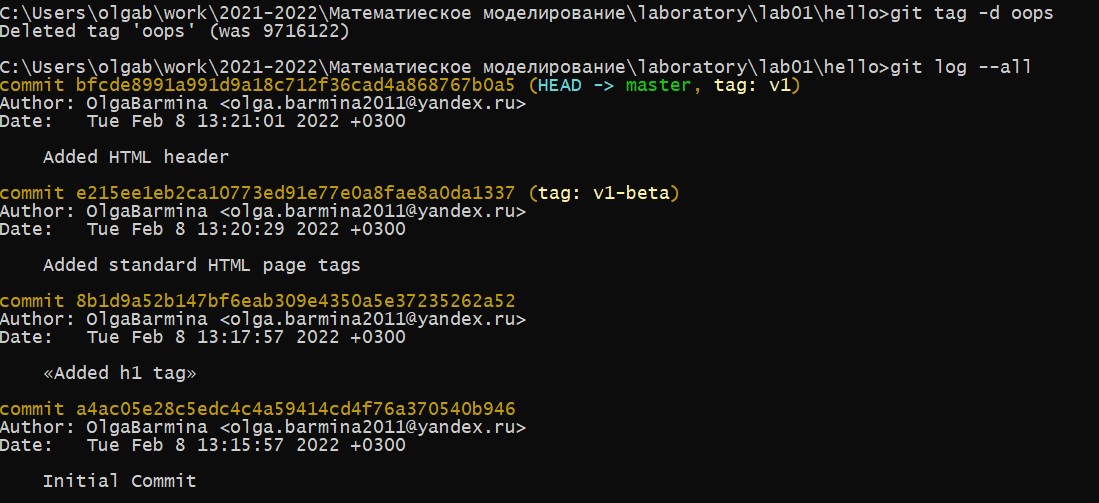 C:\Users\olgab\work\2021-2022\Математиеское моделирование\laboratory\lab01\hello>git tag -d oops
Deleted tag 'oops' (was 9716122)
C:\Users\olgab\work\2021-2022\Математиеское моделирование\laboratory\lab01\hello>git log --all
commit bfcde8991a991d9a18c712f36cad4a868767b0a5 (HEAD -> master, tag: v1)
Author: OlgaBarmina <olga.barmina2011@yandex.ru>
Date:   Tue Feb 8 13:21:01 2022 +0300
    Added HTML header
commit e215ee1eb2ca10773ed91e77e0a8fae8a0da1337 (tag: v1-beta)
Author: OlgaBarmina <olga.barmina2011@yandex.ru>
Date:   Tue Feb 8 13:20:29 2022 +0300
    Added standard HTML page tags
commit 8b1d9a52b147bf6eab309e4350a5e37235262a52
Author: OlgaBarmina <olga.barmina2011@yandex.ru>
Date:   Tue Feb 8 13:17:57 2022 +0300
    «Added h1 tag»
commit a4ac05e28c5edc4c4a59414cd4f76a370540b946
Author: OlgaBarmina <olga.barmina2011@yandex.ru>
Date:   Tue Feb 8 13:15:57 2022 +0300
    Initial Commit